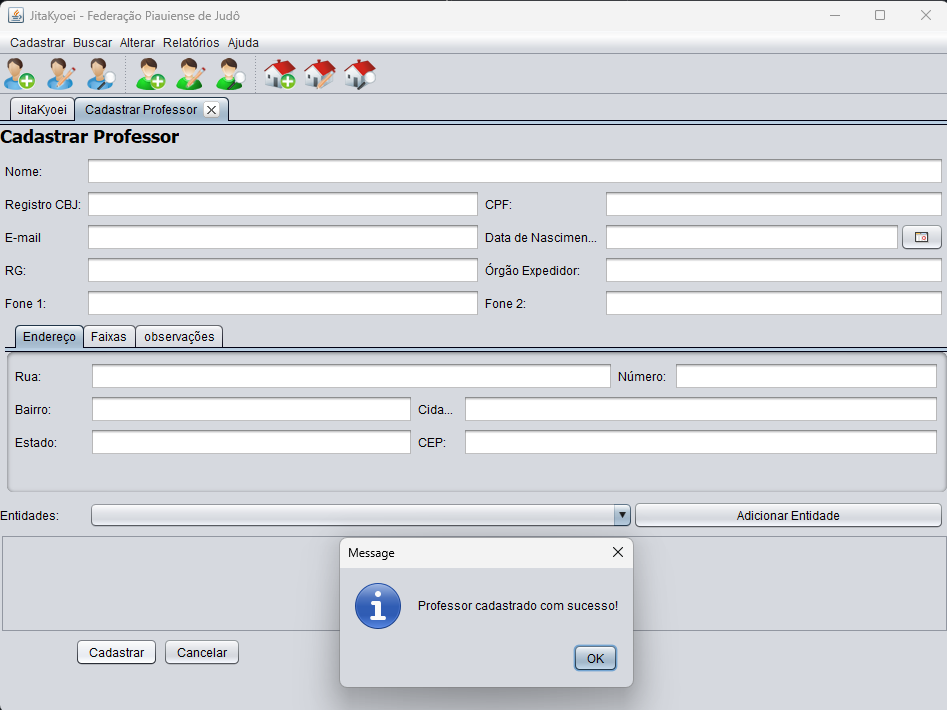 JitaKyoei - Federação Piauiense de Judô
Cadastrar Buscar Alterar Relatórios Ajuda
JitaKyoei Cadastrar Professor
Cadastrar Professor
Nome:
Registro CBJ: CPF:
E-mail Data de Nascimen...
RG: Órgão Expedidor:
Fone 1: Fone 2:
Endereço Faixas observações
Rua: Número:
Bairro: Cida...
Estado: CEP:
Entidades: Adicionar Entidade
Message
Professor cadastrado com sucesso!
OK
Cadastrar Cancelar